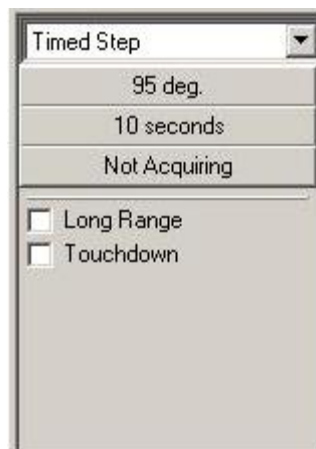 Timed Step
95 deg.
10 seconds
Not Acquiring
Long Range
Touchdown